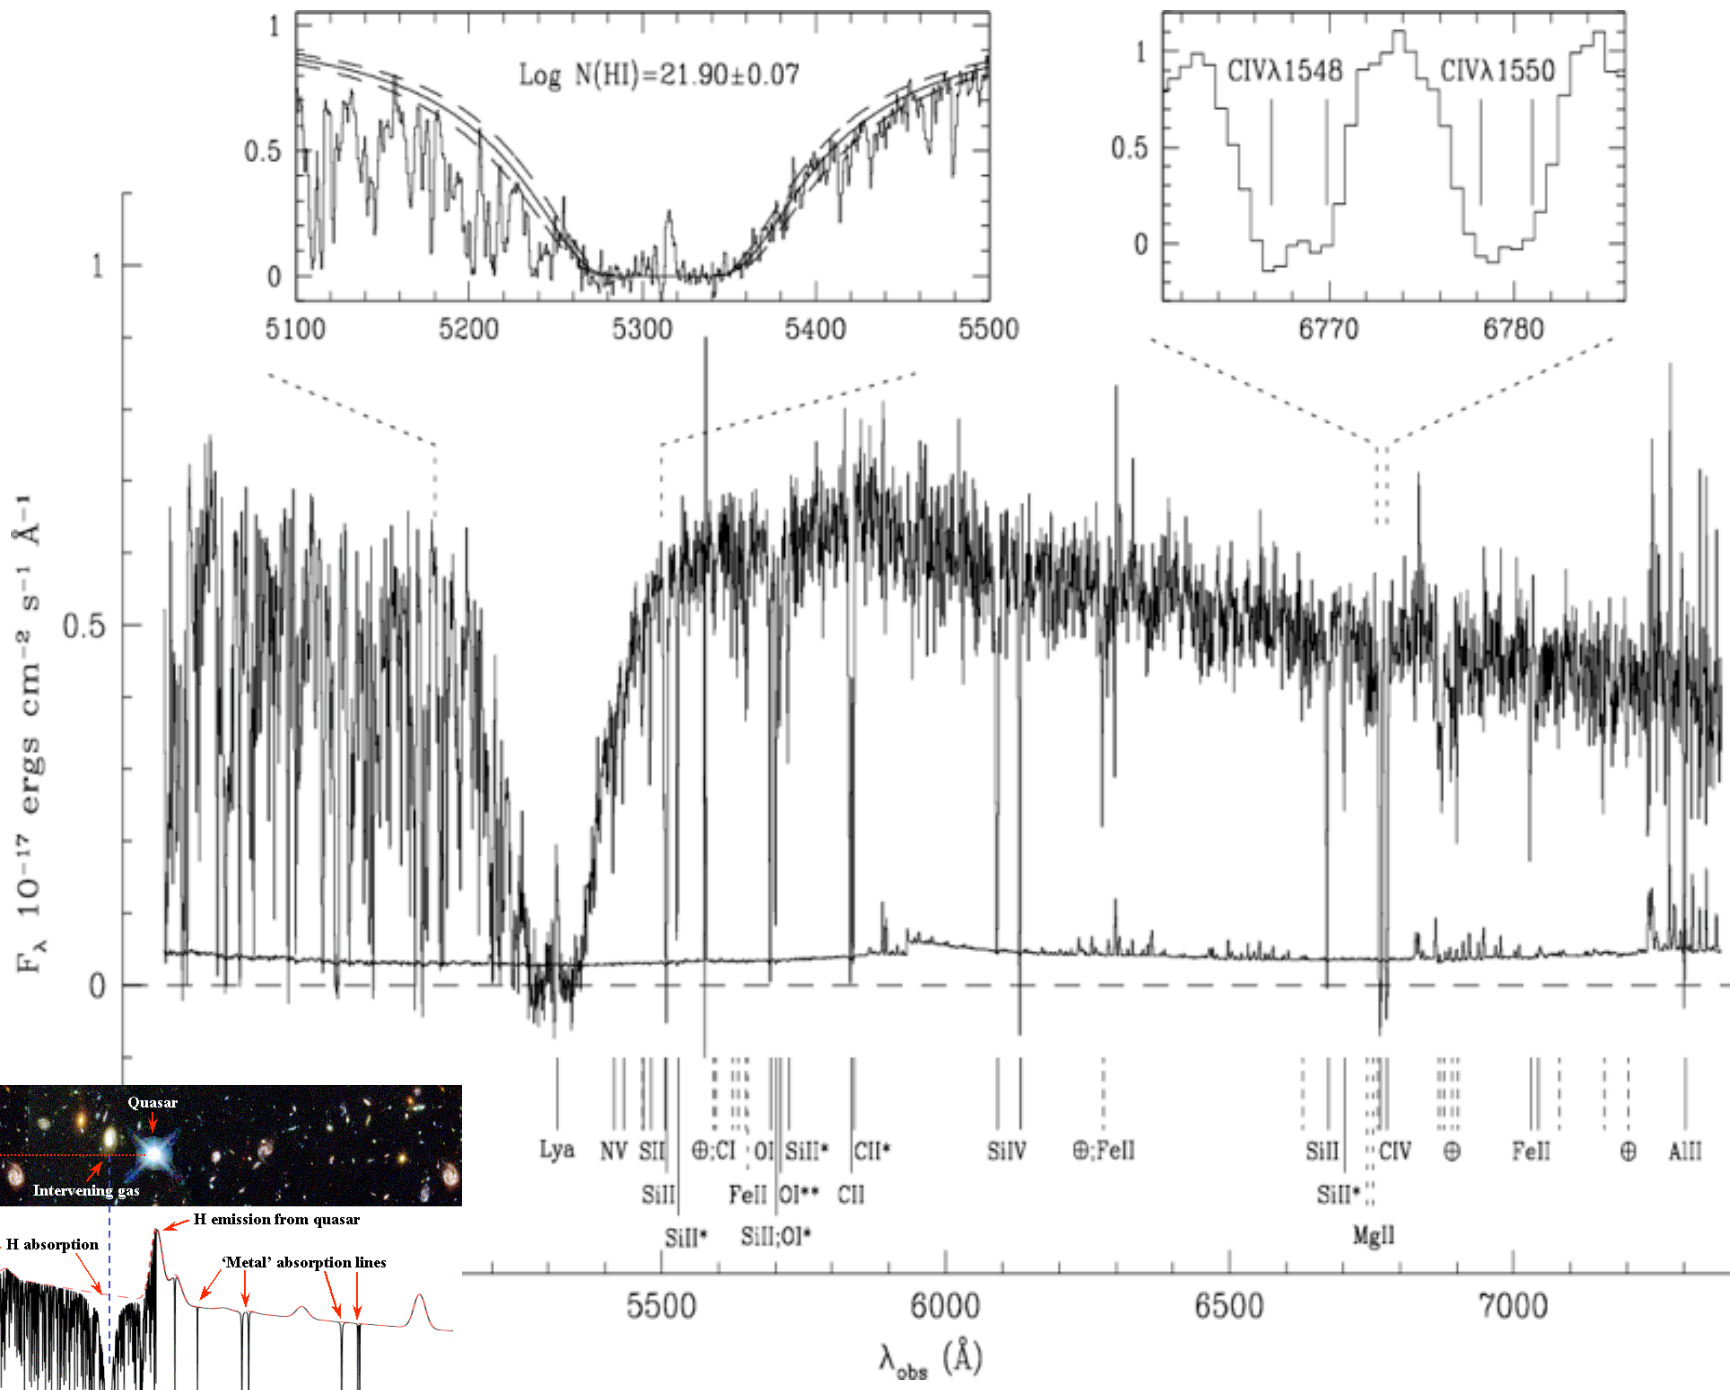 Log N(HI)=21.90±0.07
1
0.5
0
5100 5200 5300 5400 5500
CIVλ1548 CIVλ1550
1
0.5
0
6770 6780
F_λ 10⁻¹⁷ ergs cm⁻² s⁻¹ Å⁻¹
1
0.5
0
Lya NV SII ⊕;CI OI SiII* CII* SiIV ⊕;FeII SiII CIV ⊕ FeII ⊕ AlII
SiII FeII OI** CII SiII*
SiII* SiII;OI* MgII
5500 6000 6500 7000
λ_obs (Å)
Quasar
Intervening gas
H emission from quasar
H absorption
‘Metal’ absorption lines